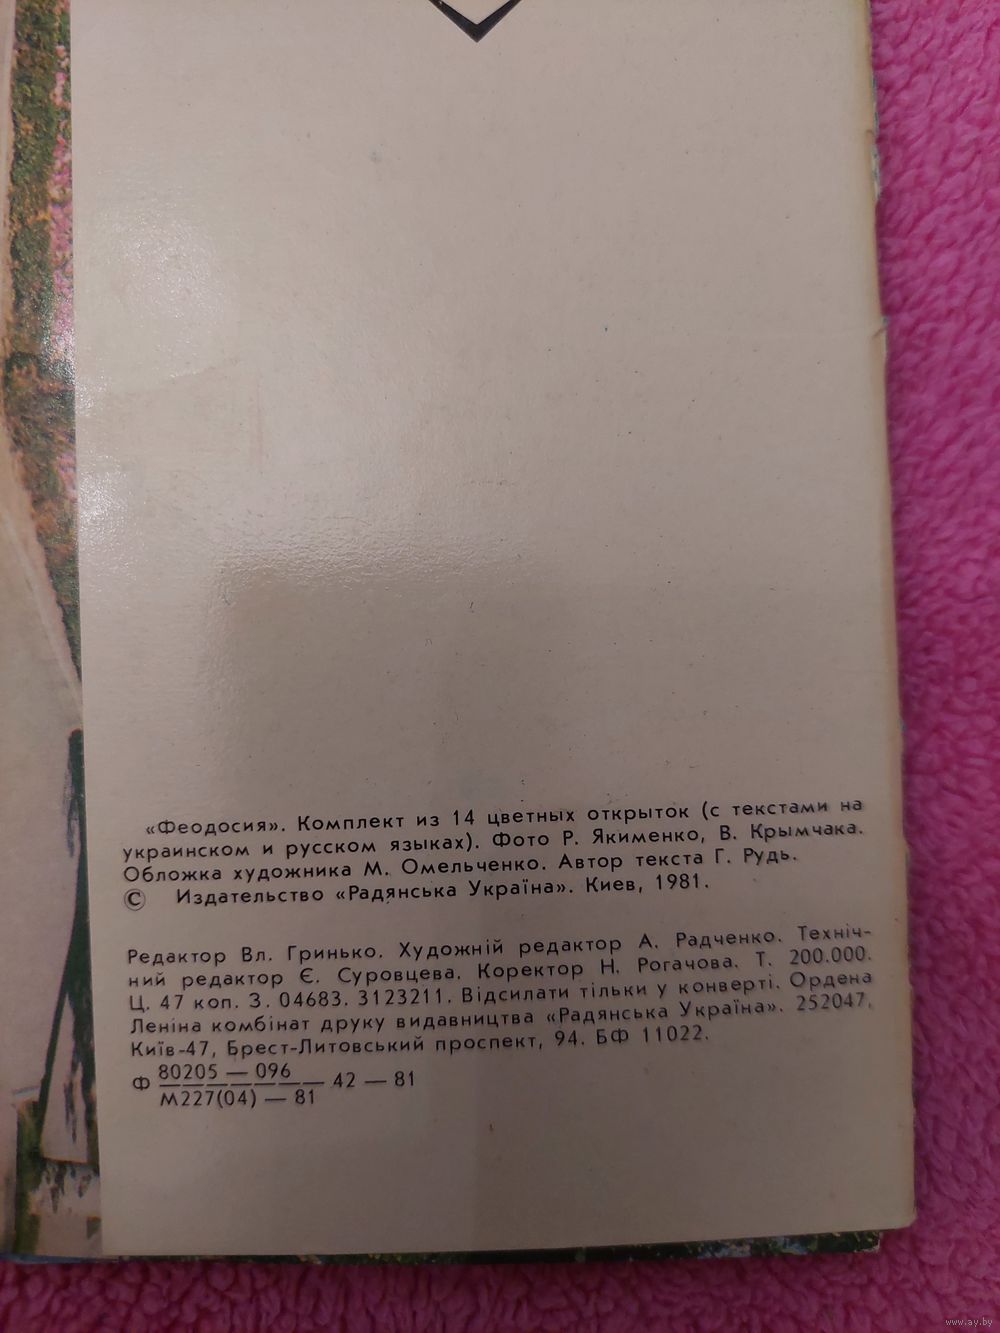 «Феодосия». Комплект из 14 цветных открыток (с текстами на
украинском и русском языках). Фото Р. Якименко, В. Крымчака.
Обложка художника М. Омельченко. Автор текста Г. Рудь.
© Издательство «Радянська Україна». Киев, 1981.
Редактор Вл. Гринько. Художній редактор А. Радченко. Техніч-
ний редактор Є. Суровцева. Коректор Н. Рогачова. Т. 200.000.
Ц. 47 коп. З. 04683. 3123211. Відсилати тільки у конверті. Ордена
Леніна комбінат друку видавництва «Радянська Україна». 252047.
Київ-47, Брест-Литовський проспект, 94. БФ 11022.
80205 — 096
Ф ——————— 42 — 81
М227(04) — 81
www.ay.by